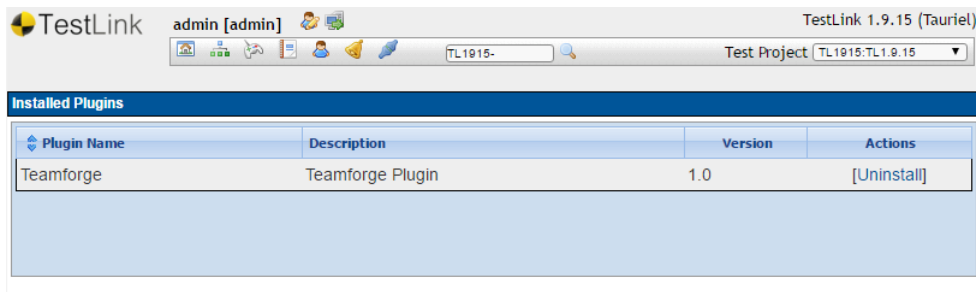 TestLink admin [admin] TestLink 1.9.15 (Tauriel)
TL1915- Test Project TL1915:TL1.9.15
Installed Plugins
Plugin Name Description Version Actions
Teamforge Teamforge Plugin 1.0 [Uninstall]